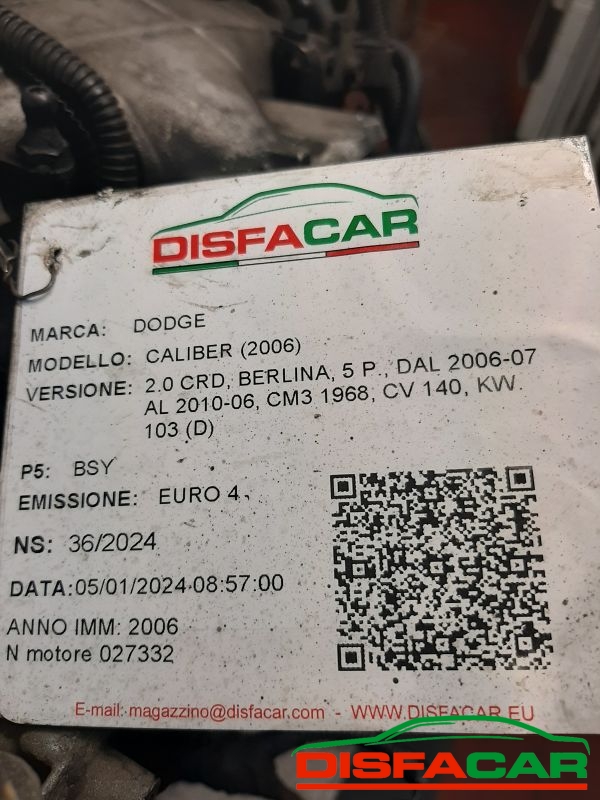 DISFACAR
MARCA: DODGE
MODELLO: CALIBER (2006)
VERSIONE: 2.0 CRD, BERLINA, 5 P., DAL 2006-07
AL 2010-06, CM3 1968, CV 140, KW
103 (D)
P5: BSY
EMISSIONE: EURO 4
NS: 36/2024
DATA:05/01/2024 08:57:00
ANNO IMM: 2006
N motore 027332
E-mail: magazzino@disfacar.com - WWW.DISFACAR.EU
DISFACAR